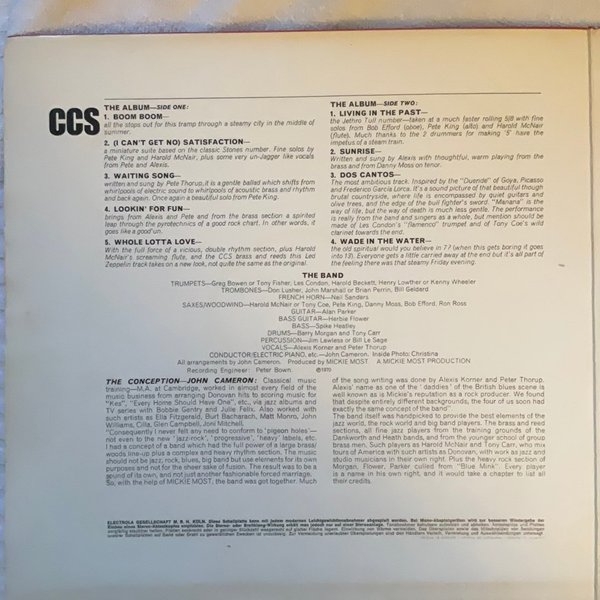 CCS
THE ALBUM—SIDE ONE:
1. BOOM BOOM—
all the stops out for this tramp through a steamy city in the middle of
summer.
2. (I CAN'T GET NO) SATISFACTION—
a miniature suite based on the classic Stones number. Fine solos by
Pete King and Harold McNair, plus some very un-Jagger like vocals
from Pete and Alexis.
3. WAITING SONG—
written and sung by Pete Thorup, it is a gentle ballad which shifts from
whirlpools of electric sound to whirlpools of acoustic brass and rhythm
and back again. Once again a beautiful solo from Pete King.
4. LOOKIN' FOR FUN—
brings from Alexis and Pete and from the brass section a spirited
leap through the pyrotechnics of a good rock chart. In other words, it
goes like a good'un.
5. WHOLE LOTTA LOVE—
With the full force of a vicious, double rhythm section, plus Harold
McNair's screaming flute, and the CCS brass and reeds this Led
Zeppelin track takes on a new look, not quite the same as the original.
THE ALBUM—SIDE TWO:
1. LIVING IN THE PAST—
the Jethro Tull number—taken at a much faster rolling 5/8 with fine
solos from Bob Efford (oboe), Pete King (alto) and Harold McNair
(flute). Much thanks to the 2 drummers for making '5' have the
impetus of a steam train.
2. SUNRISE—
Written and sung by Alexis with thoughtful, warm playing from the
brass and from Danny Moss on tenor.
3. DOS CANTOS—
The most ambitious track. Inspired by the "Duende" of Goya, Picasso
and Frederico Garcia Lorca. It's a sound picture of that beautiful though
brutal countryside, where life is encompassed by quiet guitars and
olive trees, and the edge of the bull fighter's sword. "Manana" is the
way of life, but the way of death is much less gentle. The performance
is really from the band and singers as a whole, but mention should be
made of Les Condon's "flamenco" trumpet and of Tony Coe's wild
clarinet towards the end.
4. WADE IN THE WATER—
the old spiritual would you believe in 7? (when this gets boring it goes
into 13). Everyone gets a little carried away at the end but it's all part of
the feeling there was that steamy Friday evening.
THE BAND
TRUMPETS—Greg Bowen or Tony Fisher, Les Condon, Harold Beckett, Henry Lowther or Kenny Wheeler
TROMBONES—Don Lusher, John Marshall or Brian Perrin, Bill Geldard
FRENCH HORN—Neil Sanders
SAXES/WOODWIND—Harold McNair or Tony Coe, Pete King, Danny Moss, Bob Efford, Ron Ross
GUITAR—Alan Parker
BASS GUITAR—Herbie Flower
BASS—Spike Heatley
DRUMS—Barry Morgan and Tony Carr
PERCUSSION—Jim Lawless or Bill Le Sage
VOCALS—Alexis Korner and Peter Thorup
CONDUCTOR/ELECTRIC PIANO, etc.—John Cameron. Inside Photo: Christina
All arrangements by John Cameron. Produced by MICKIE MOST A MICKIE MOST PRODUCTION
Recording Engineer: Peter Bown. ℗1970
THE CONCEPTION—JOHN CAMERON: Classical music
training—M.A. at Cambridge, worked in almost every field of the
music business from arranging Donovan hits to scoring music for
"Kes", "Every Home Should Have One", etc, via jazz albums and
TV series with Bobbie Gentry and Julie Felix. Also worked with
such artists as Ella Fitzgerald, Burt Bacharach, Matt Monro, John
Williams, Cilla, Glen Campbell, Joni Mitchell.
"Consequently I never felt any need to conform to 'pigeon holes'—
not even to the new 'jazz-rock', 'progressive', 'heavy' labels, etc.
I had a concept of a band which had the full power of a large brass/
woods line-up plus a complex and heavy rhythm section. The music
should not be jazz, rock, blues, big band but use elements for its own
purposes and not for the sheer sake of fusion. The result was to be a
sound of its own, and not just another fashionable forced marriage.
So, with the help of MICKIE MOST, the band was got together. Much
of the song writing was done by Alexis Korner and Peter Thorup.
Alexis' name as one of the 'daddies' of the British blues scene is
well known as is Mickie's reputation as a rock producer. We found
that despite entirely different backgrounds, the four of us soon had
exactly the same concept of the band".
The band itself was handpicked to provide the best elements of the
jazz world, the rock world and big band players. The brass and reed
sections, all fine jazz players from the training grounds of the
Dankworth and Heath bands, and from the younger school of group
brass men. Such players as Harold McNair and Tony Carr, who mix
tours of America with such artists as Donovan, with work as jazz and
studio musicians in their own right. Plus the heavy rock section of
Morgan, Flower, Parker culled from "Blue Mink". Every player
is a name in his own right, and it would take a chapter to list all
their credits.
ELECTROLA GESELLSCHAFT M. B. H. KÖLN.